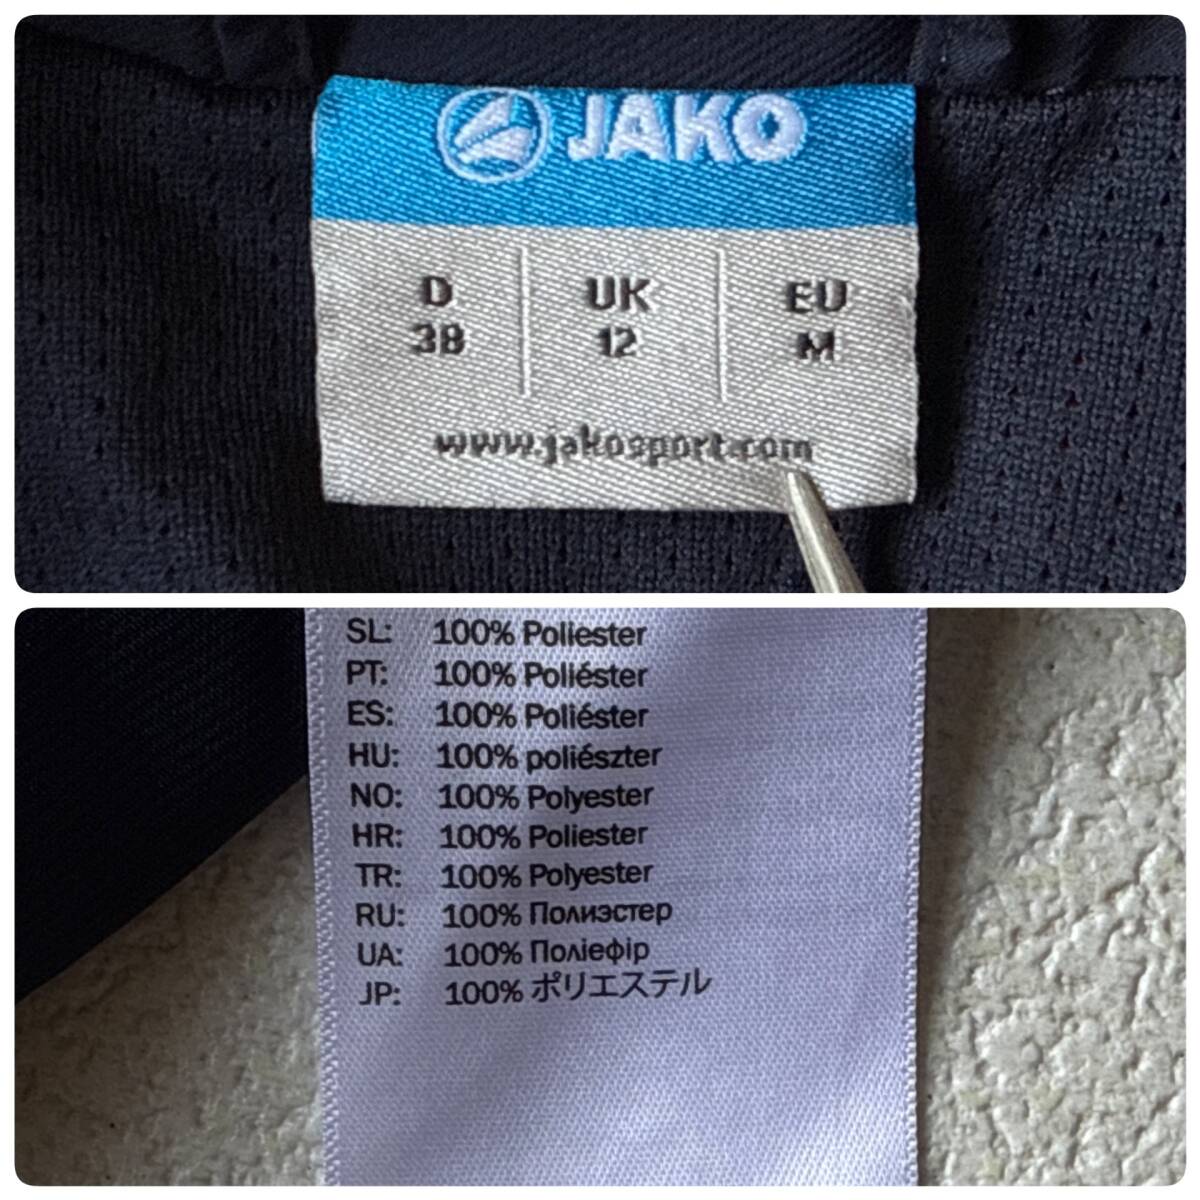 JAKO
D UK EU
38 12 M
www.jakosport.com
SL: 100% Poliester
PT: 100% Poliéster
ES: 100% Poliéster
HU: 100% poliészter
NO: 100% Polyester
HR: 100% Poliester
TR: 100% Polyester
RU: 100% Полиэстер
UA: 100% Поліефір
JP: 100% ポリエステル